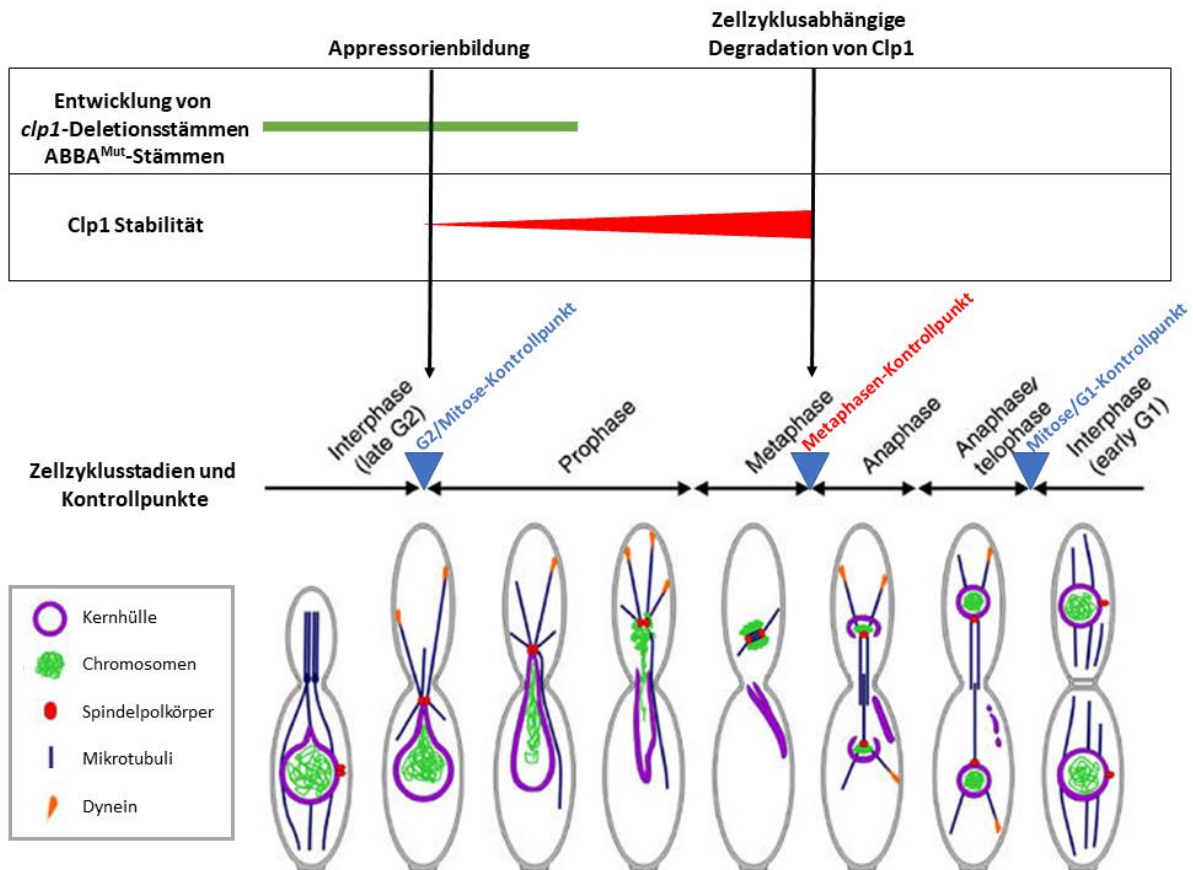 Appressorienbildung
Zellzyklusabhängige
Degradation von Clp1
Entwicklung von
clp1-Deletionsstämmen
ABBAMut-Stämmen
Clp1 Stabilität
Zellzyklusstadien und
Kontrollpunkte
Interphase
(late G2)
G2/Mitose-Kontrollpunkt
Prophase
Metaphase
Metaphasen-Kontrollpunkt
Anaphase
Anaphase/
telophase
Mitose/G1-Kontrollpunkt
Interphase
(early G1)
Kernhülle
Chromosomen
Spindelpolkörper
Mikrotubuli
Dynein